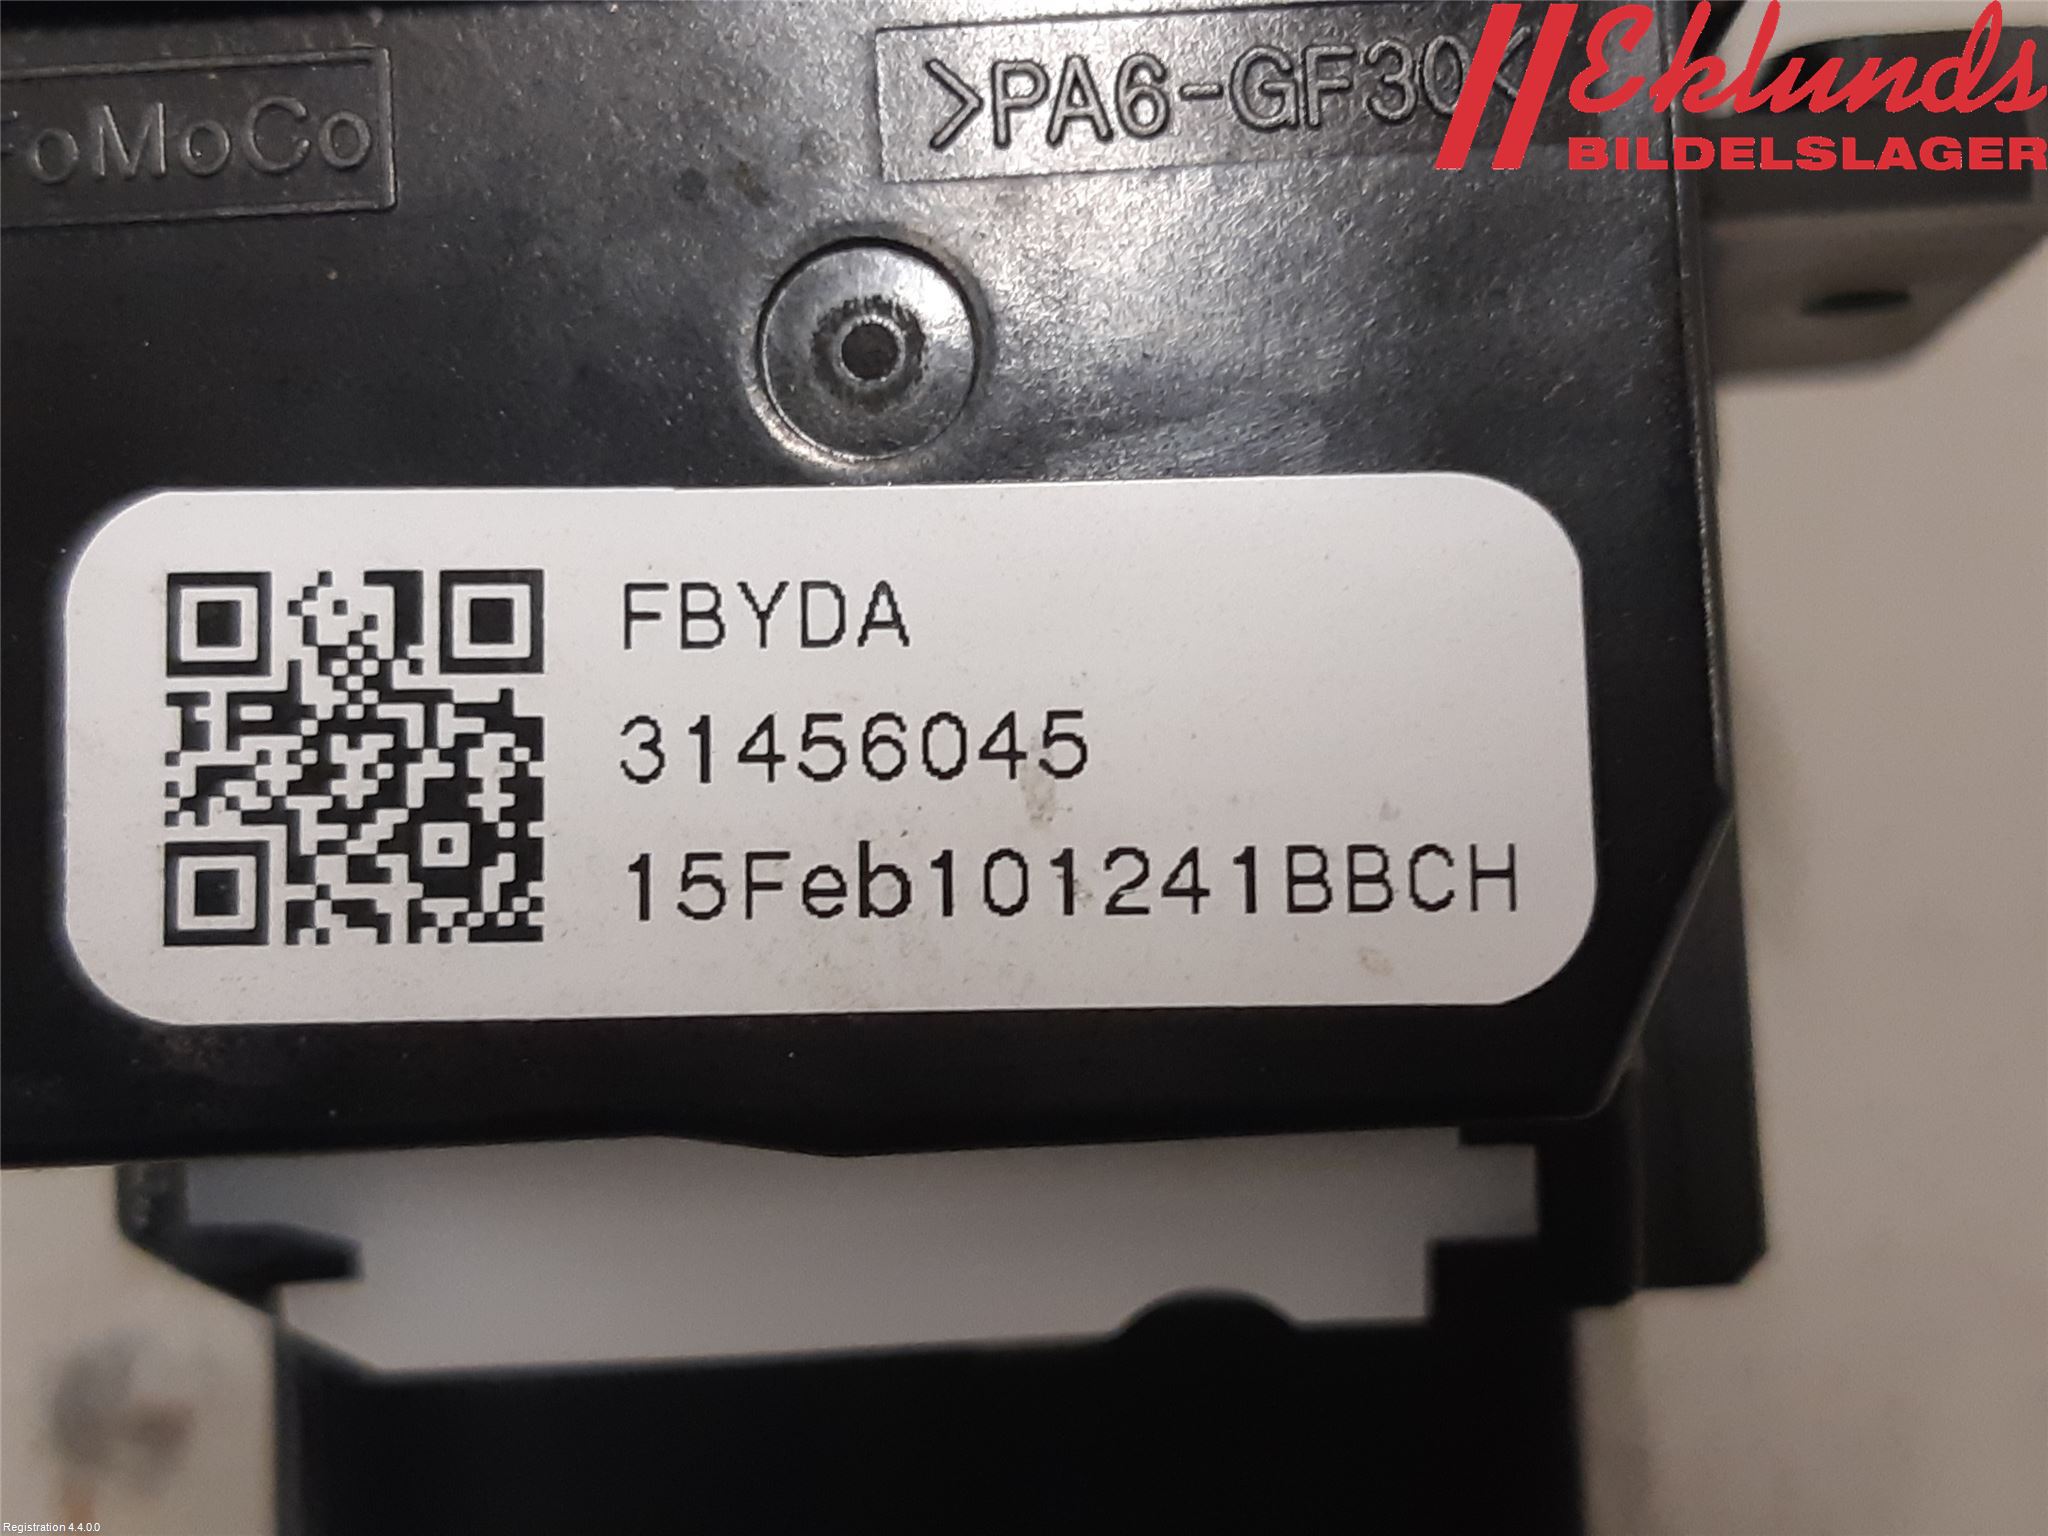 FoMoCo
>PA6-GF30<
Eklunds
BILDELSLAGER
FBYDA
31456045
15Feb101241BBCH
Registration 4.4.0.0